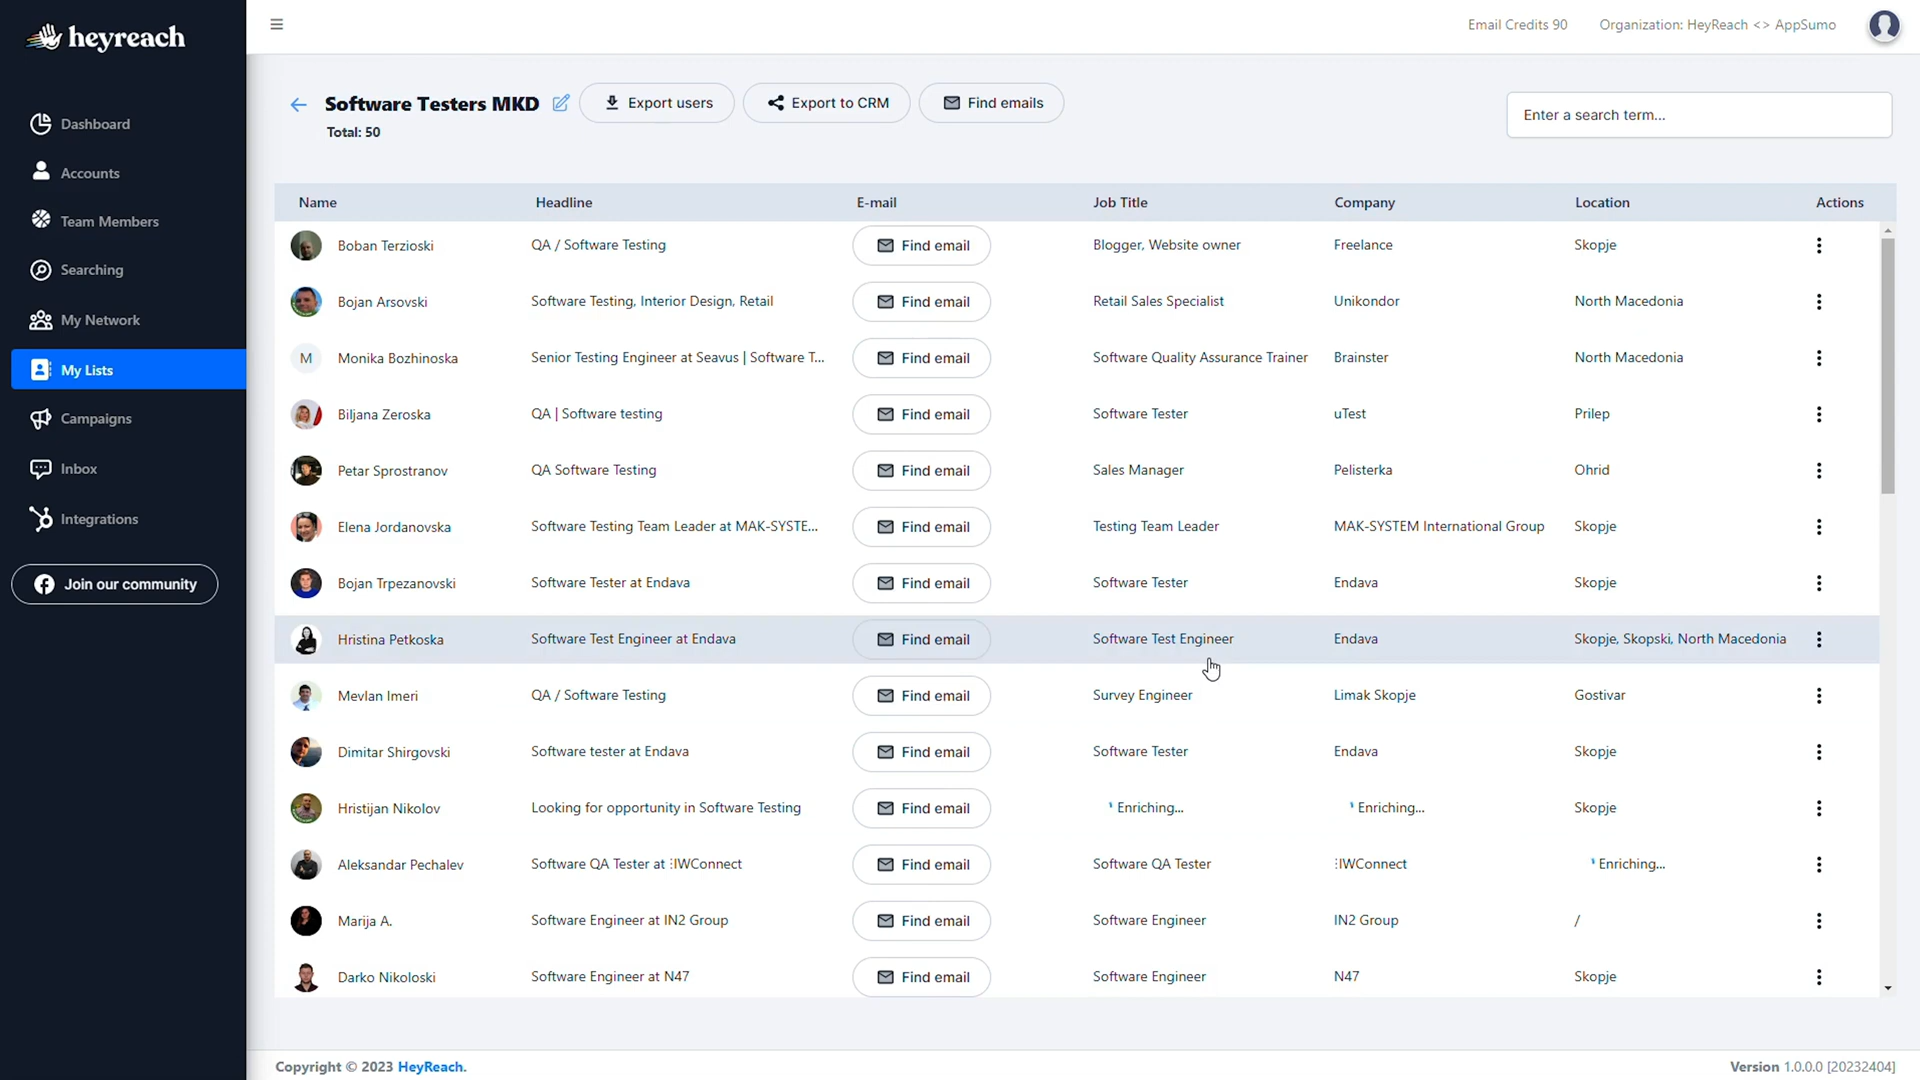 heyreach
Email Credits 90
Organization: HeyReach <> AppSumo
Dashboard
Accounts
Team Members
Searching
My Network
My Lists
Campaigns
Inbox
Integrations
Join our community
Software Testers MKD
Export users
Export to CRM
Find emails
Total: 50
Enter a search term...
Name Headline E-mail Job Title Company Location Actions
Boban Terzioski QA / Software Testing Find email Blogger, Website owner Freelance Skopje
Bojan Arsovski Software Testing, Interior Design, Retail Find email Retail Sales Specialist Unikondor North Macedonia
M Monika Bozhinoska Senior Testing Engineer at Seavus | Software T... Find email Software Quality Assurance Trainer Brainster North Macedonia
Biljana Zeroska QA | Software testing Find email Software Tester uTest Prilep
Petar Sprostranov QA Software Testing Find email Sales Manager Pelisterka Ohrid
Elena Jordanovska Software Testing Team Leader at MAK-SYSTE... Find email Testing Team Leader MAK-SYSTEM International Group Skopje
Bojan Trpezanovski Software Tester at Endava Find email Software Tester Endava Skopje
Hristina Petkoska Software Test Engineer at Endava Find email Software Test Engineer Endava Skopje, Skopski, North Macedonia
Mevlan Imeri QA / Software Testing Find email Survey Engineer Limak Skopje Gostivar
Dimitar Shirgovski Software tester at Endava Find email Software Tester Endava Skopje
Hristijan Nikolov Looking for opportunity in Software Testing Find email Enriching... Enriching... Skopje
Aleksandar Pechalev Software QA Tester at ⁝IWConnect Find email Software QA Tester ⁝IWConnect Enriching...
Marija A. Software Engineer at IN2 Group Find email Software Engineer IN2 Group /
Darko Nikoloski Software Engineer at N47 Find email Software Engineer N47 Skopje
Copyright © 2023 HeyReach.
Version 1.0.0.0 [20232404]